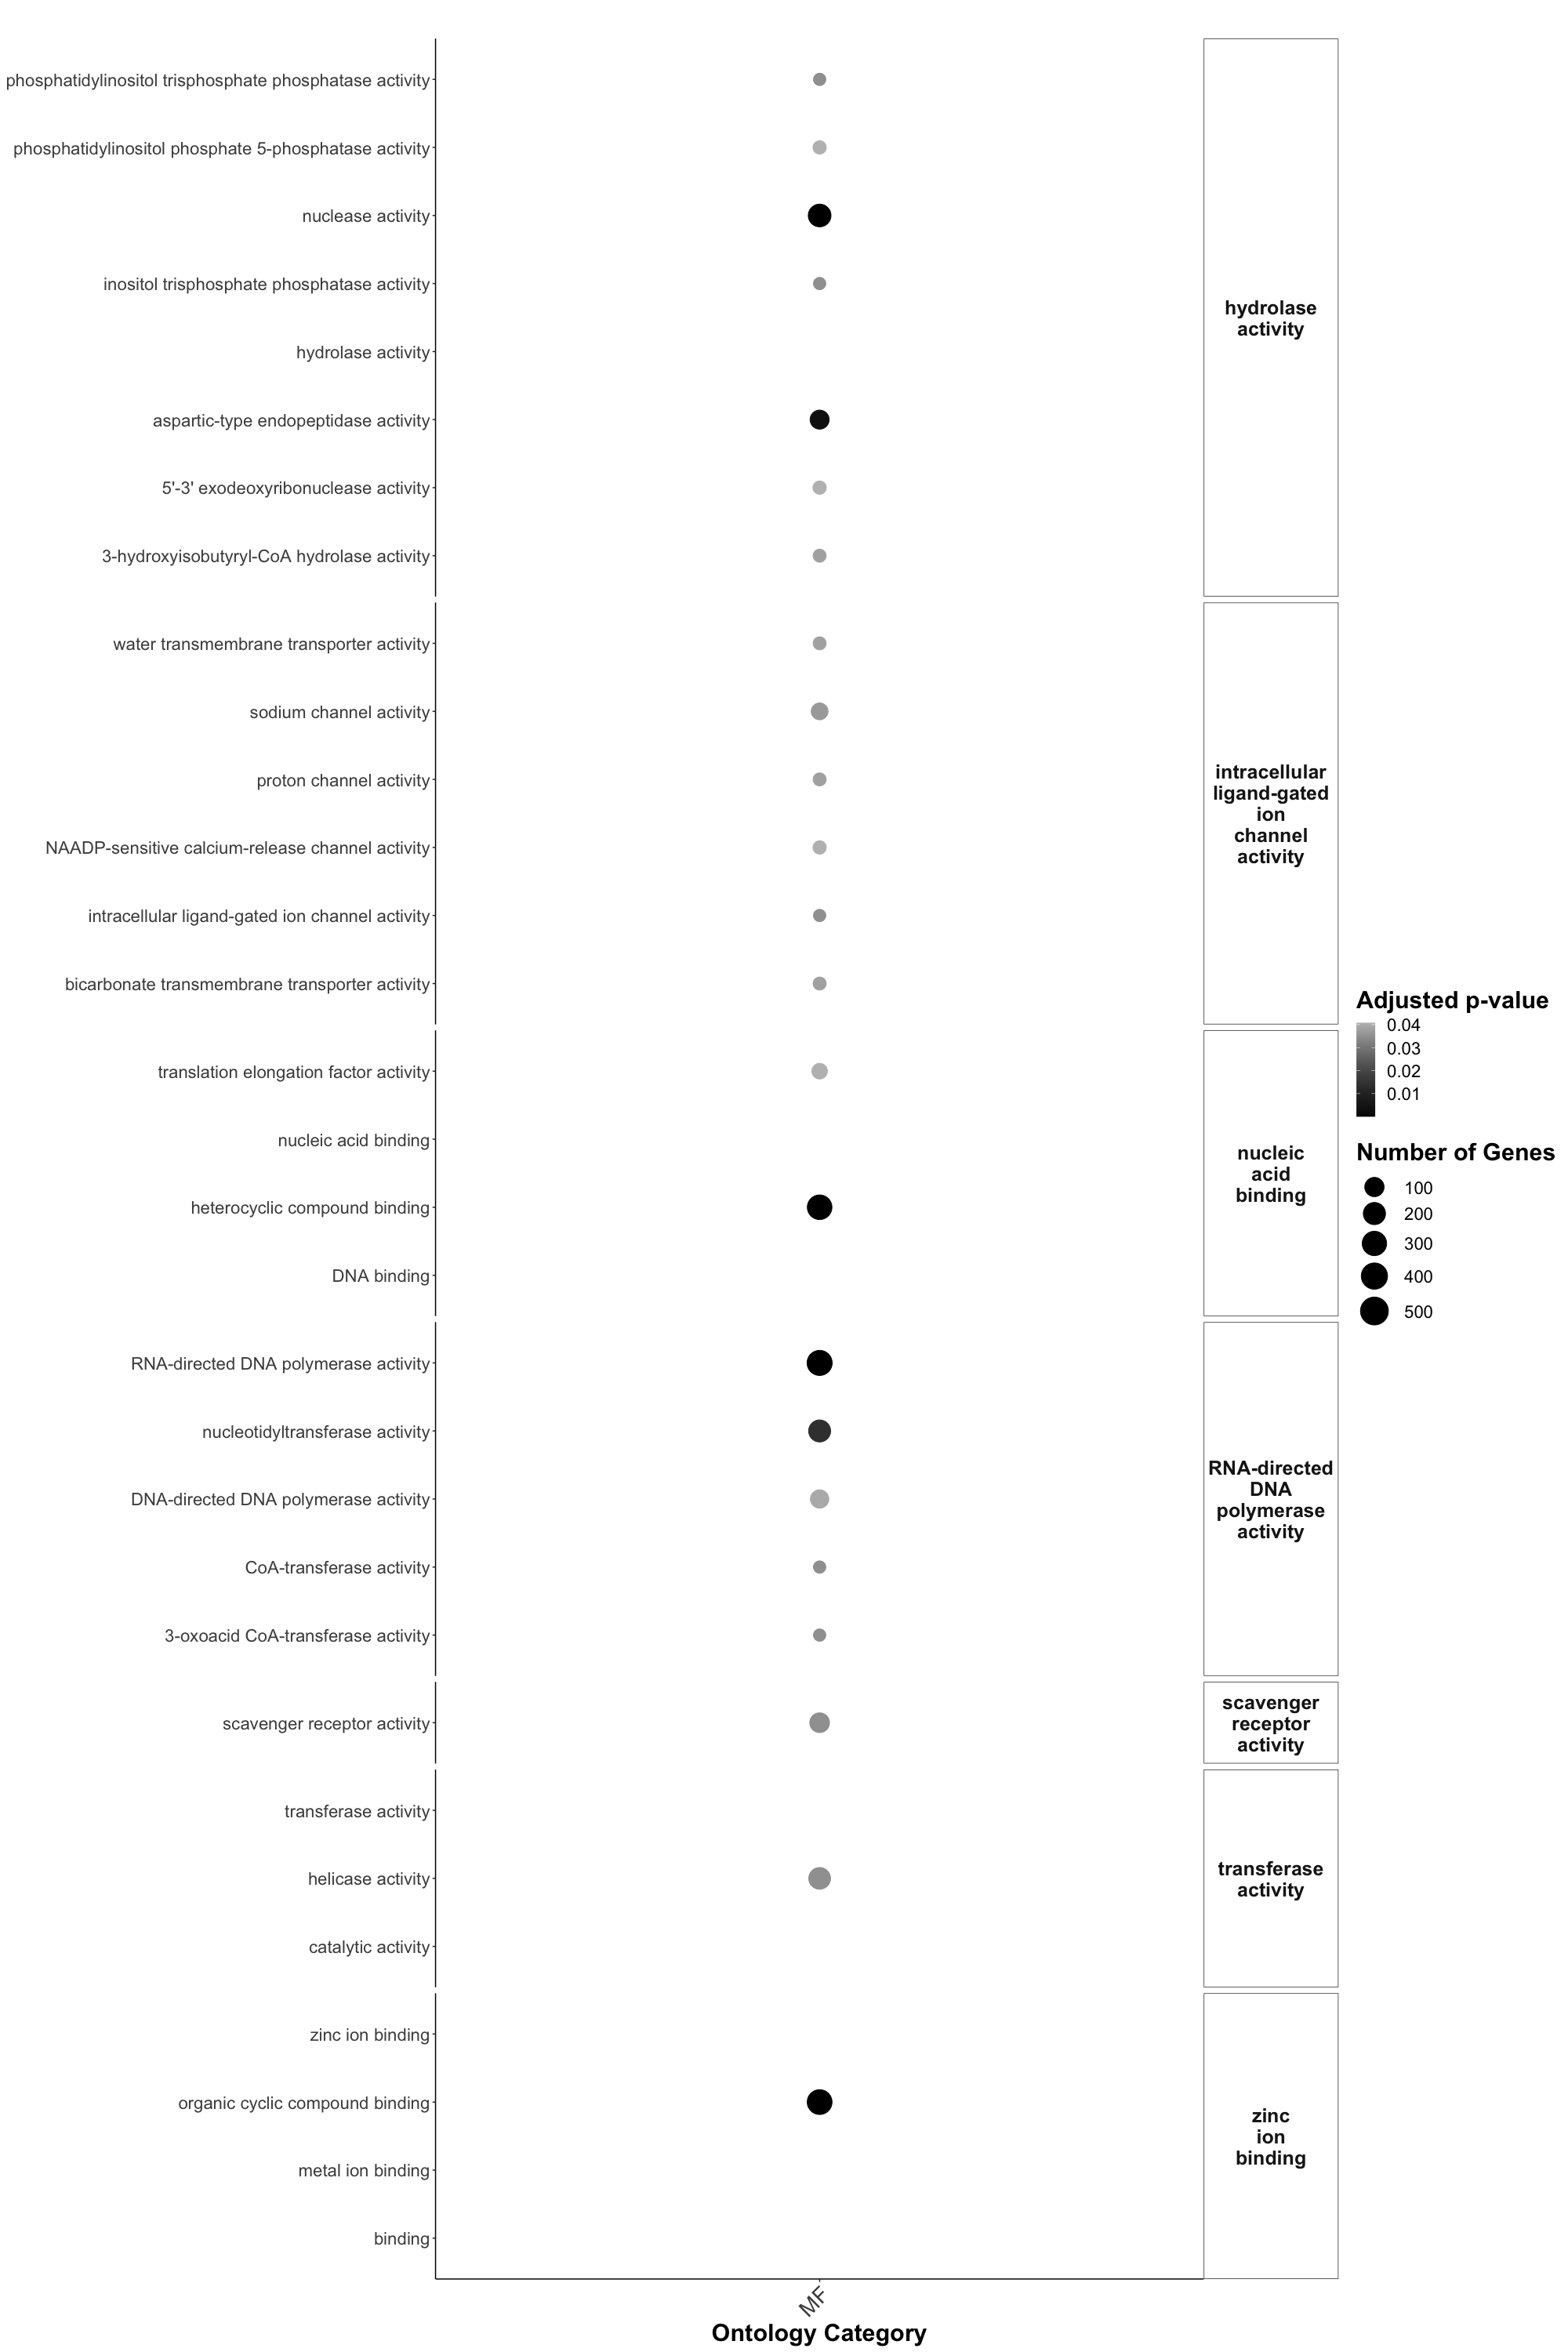 phosphatidylinositol trisphosphate phosphatase activity
phosphatidylinositol phosphate 5-phosphatase activity
nuclease activity
inositol trisphosphate phosphatase activity
hydrolase activity
aspartic-type endopeptidase activity
5'-3' exodeoxyribonuclease activity
3-hydroxyisobutyryl-CoA hydrolase activity
hydrolase
activity
water transmembrane transporter activity
sodium channel activity
proton channel activity
NAADP-sensitive calcium-release channel activity
intracellular ligand-gated ion channel activity
bicarbonate transmembrane transporter activity
intracellular
ligand-gated
ion
channel
activity
translation elongation factor activity
nucleic acid binding
heterocyclic compound binding
DNA binding
nucleic
acid
binding
RNA-directed DNA polymerase activity
nucleotidyltransferase activity
DNA-directed DNA polymerase activity
CoA-transferase activity
3-oxoacid CoA-transferase activity
RNA-directed
DNA
polymerase
activity
scavenger receptor activity
scavenger
receptor
activity
transferase activity
helicase activity
catalytic activity
transferase
activity
zinc ion binding
organic cyclic compound binding
metal ion binding
binding
zinc
ion
binding
MF
Ontology Category
Adjusted p-value
0.04
0.03
0.02
0.01
Number of Genes
100
200
300
400
500